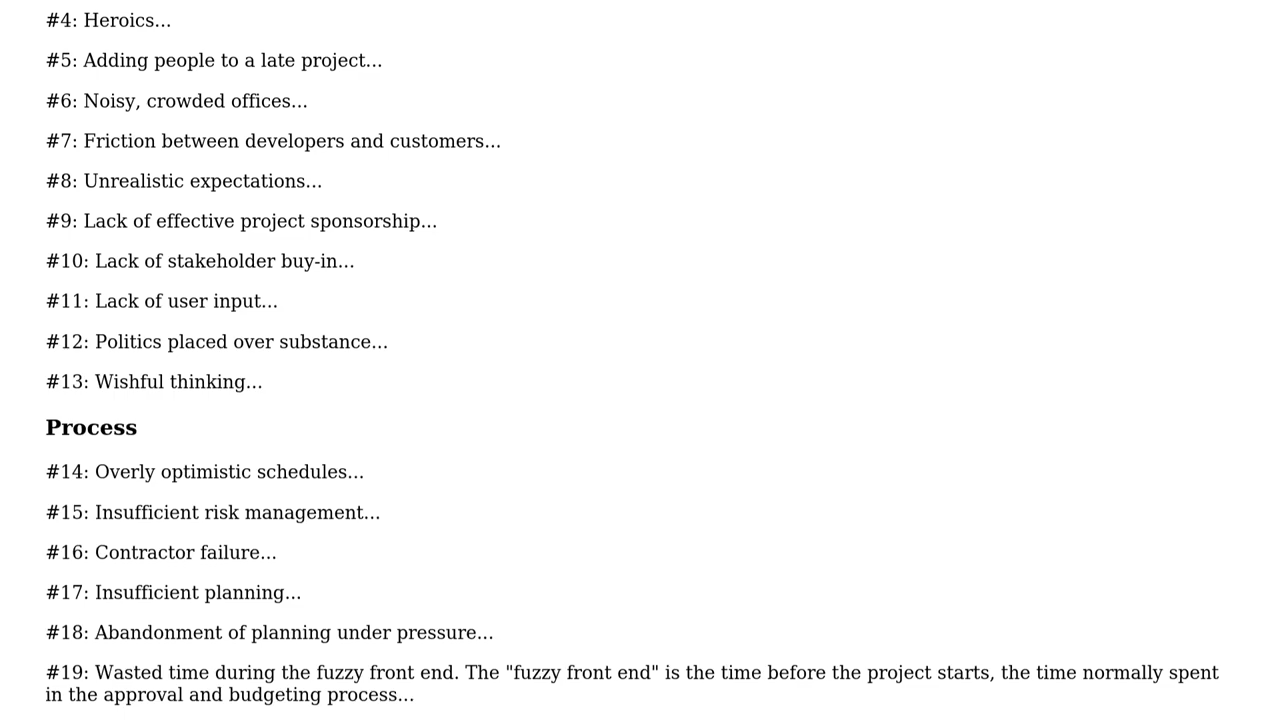 #4: Heroics...
#5: Adding people to a late project...
#6: Noisy, crowded offices...
#7: Friction between developers and customers...
#8: Unrealistic expectations...
#9: Lack of effective project sponsorship...
#10: Lack of stakeholder buy-in...
#11: Lack of user input...
#12: Politics placed over substance...
#13: Wishful thinking...
Process
#14: Overly optimistic schedules...
#15: Insufficient risk management...
#16: Contractor failure...
#17: Insufficient planning...
#18: Abandonment of planning under pressure...
#19: Wasted time during the fuzzy front end. The "fuzzy front end" is the time before the project starts, the time normally spent
in the approval and budgeting process...